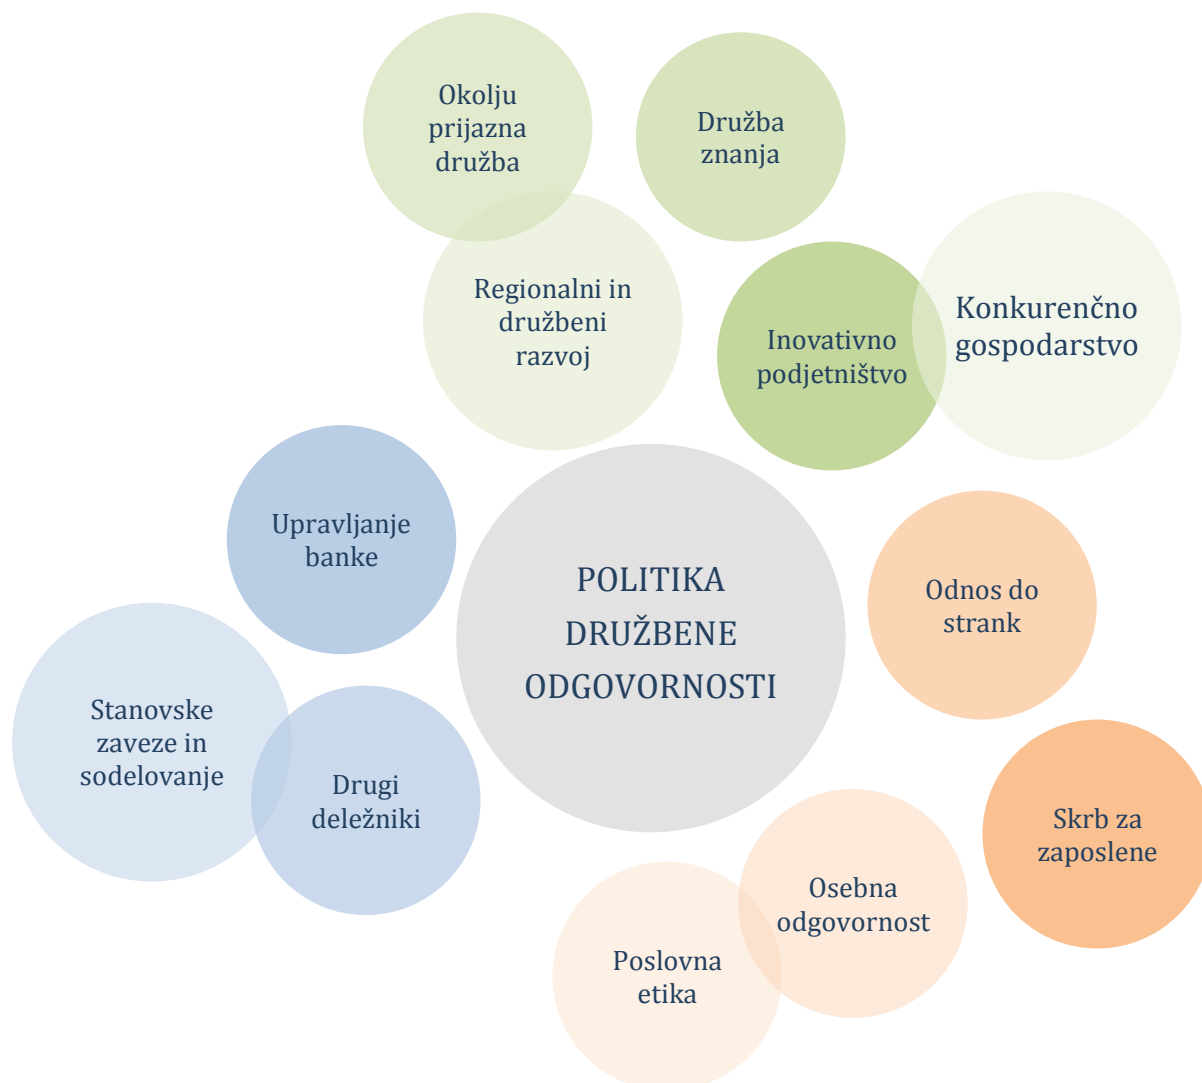 Okolju
prijazna
družba
Družba
znanja
Regionalni in
družbeni
razvoj
Inovativno
podjetništvo
Konkurenčno
gospodarstvo
Upravljanje
banke
POLITIKA
DRUŽBENE
ODGOVORNOSTI
Odnos do
strank
Stanovske
zaveze in
sodelovanje
Drugi
deležniki
Skrb za
zaposlene
Osebna
odgovornost
Poslovna
etika